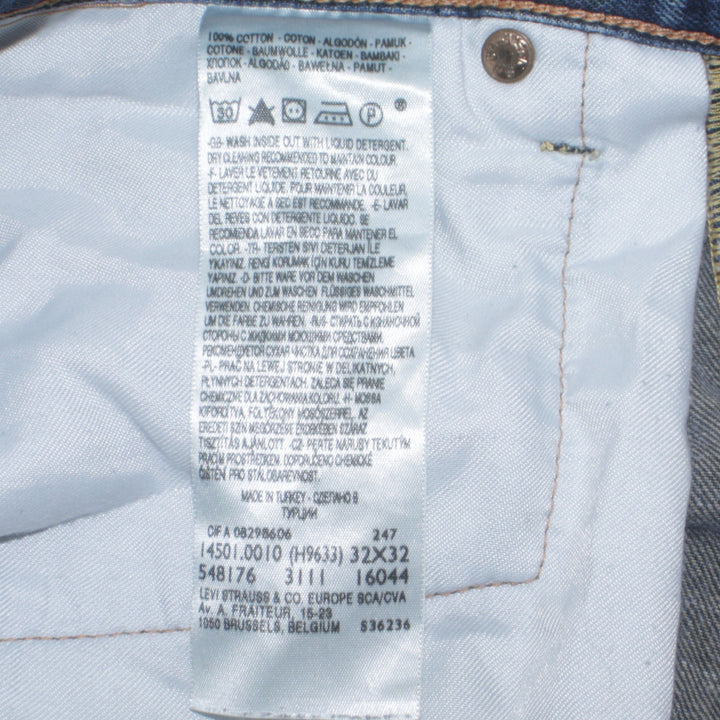 100% COTTON - COTON - ALGODÓN - PAMUK -
COTONE - BAUMWOLLE - KATOEN - BAMBAKI -
ХЛОПОК - ALGODÃO - BAWEŁNA - PAMUT -
BAVLNA
30 P ®
-GB- WASH INSIDE OUT WITH LIQUID DETERGENT.
DRY CLEANING RECOMMENDED TO MAINTAIN COLOUR
-F- LAVER LE VETEMENT RETOURNE AVEC DU
DETERGENT LIQUIDE. POUR MAINTENIR LA COULEUR,
LE NETTOYAGE A SEC EST RECOMMANDE. -E- LAVAR
DEL REVES CON DETERGENTE LIQUIDO. SE
RECOMIENDA LAVAR EN SECO PARA MANTENER EL
COLOR. -TR- TERSTEN SIVI DETERJAN İLE
YIKAYINIZ. RENGİ KORUMAK İÇİN KURU TEMİZLEME
YAPINIZ. -D- BITTE WARE VOR DEM WASCHEN
UMDREHEN UND ZUM WASCHEN FLÜSSIGES WASCHMITTEL
VERWENDEN. CHEMISCHE REINIGUNG WIRD EMPFOHLEN
UM DIE FARBE ZU WAHREN. -RUS- СТИРАТЬ С ИЗНАНОЧНОЙ
СТОРОНЫ С ЖИДКИМИ МОЮЩИМИ СРЕДСТВАМИ.
РЕКОМЕНДУЕТСЯ СУХАЯ ЧИСТКА ДЛЯ СОХРАНЕНИЯ ЦВЕТА
-PL- PRAĆ NA LEWEJ STRONIE W DELIKATNYCH,
PŁYNNYCH DETERGENTACH. ZALECA SIĘ PRANIE
CHEMICZNE DLA ZACHOWANIA KOLORU. -H- MOSSA
KIFORDÍTVA, FOLYÉKONY MOSÓSZERREL. AZ
EREDETI SZÍN MEGŐRZÉSE ÉRDEKÉBEN SZÁRAZ
TISZTÍTÁS AJÁNLOTT. -CZ- PERTE NARUBY TEKUTÝM
PRACÍM PROSTŘEDKEM. DOPORUČENO CHEMICKÉ
ČIŠTĚNÍ PRO STÁLOBAREVNOST.
MADE IN TURKEY - СДЕЛАНО В
ТУРЦИИ
CIF A 08298606 247
14501.0010 (H9633) 32X32
548176 3111 16044
LEVI STRAUSS & CO. EUROPE SCA/CVA
Av. A. FRAITEUR, 15-23
1050 BRUSSELS, BELGIUM 536236